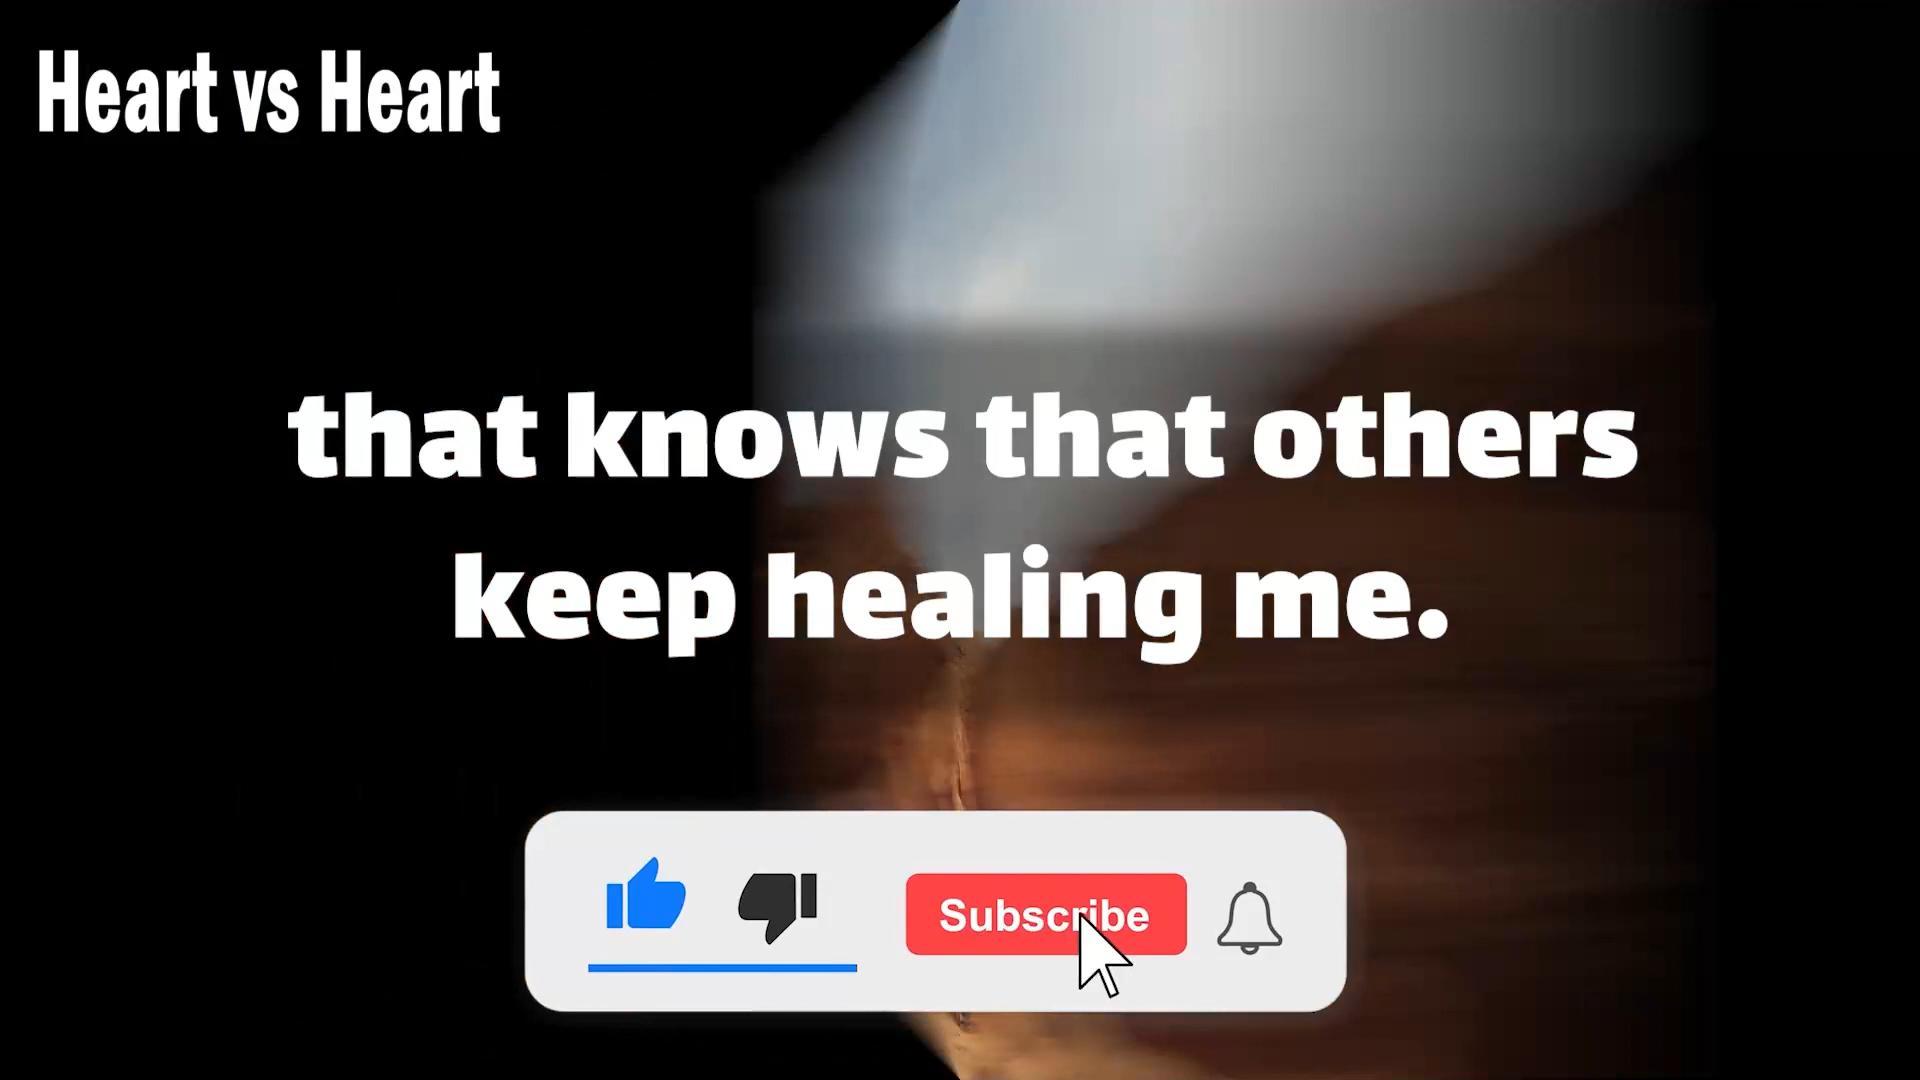 Heart vs Heart
that knows that others
keep healing me.
Subscribe